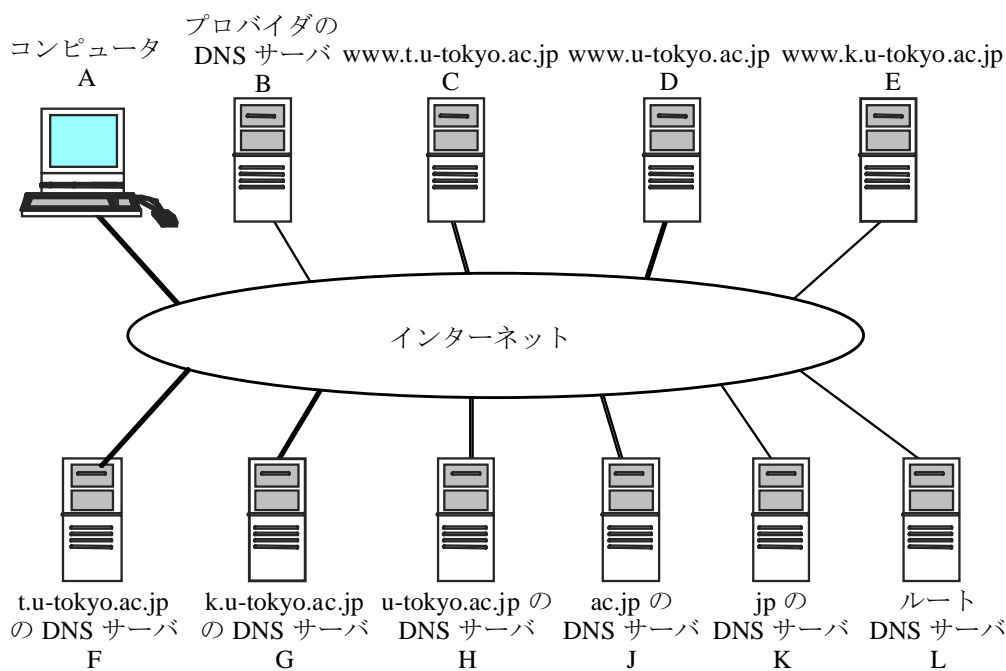 コンピュータ
A
プロバイダの
DNS サーバ
B
www.t.u-tokyo.ac.jp
C
www.u-tokyo.ac.jp
D
www.k.u-tokyo.ac.jp
E
インターネット
t.u-tokyo.ac.jp
の DNS サーバ
F
k.u-tokyo.ac.jp
の DNS サーバ
G
u-tokyo.ac.jp の
DNS サーバ
H
ac.jp の
DNS サーバ
J
jp の
DNS サーバ
K
ルート
DNS サーバ
L